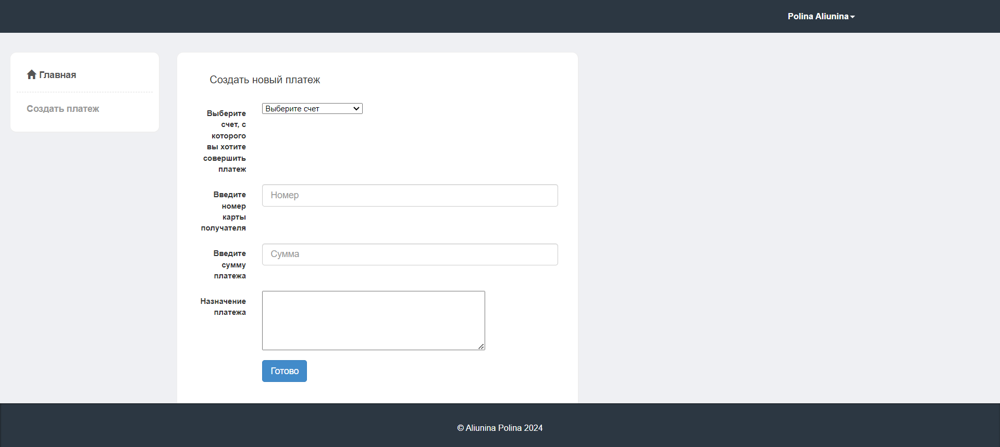 Polina Aliunina
Главная
Создать платеж
Создать новый платеж
Выберите
счет, с
которого
вы хотите
совершить
платеж
Выберите счет
Введите
номер
карты
получателя
Номер
Введите
сумму
платежа
Сумма
Назначение
платежа
Готово
© Aliunina Polina 2024